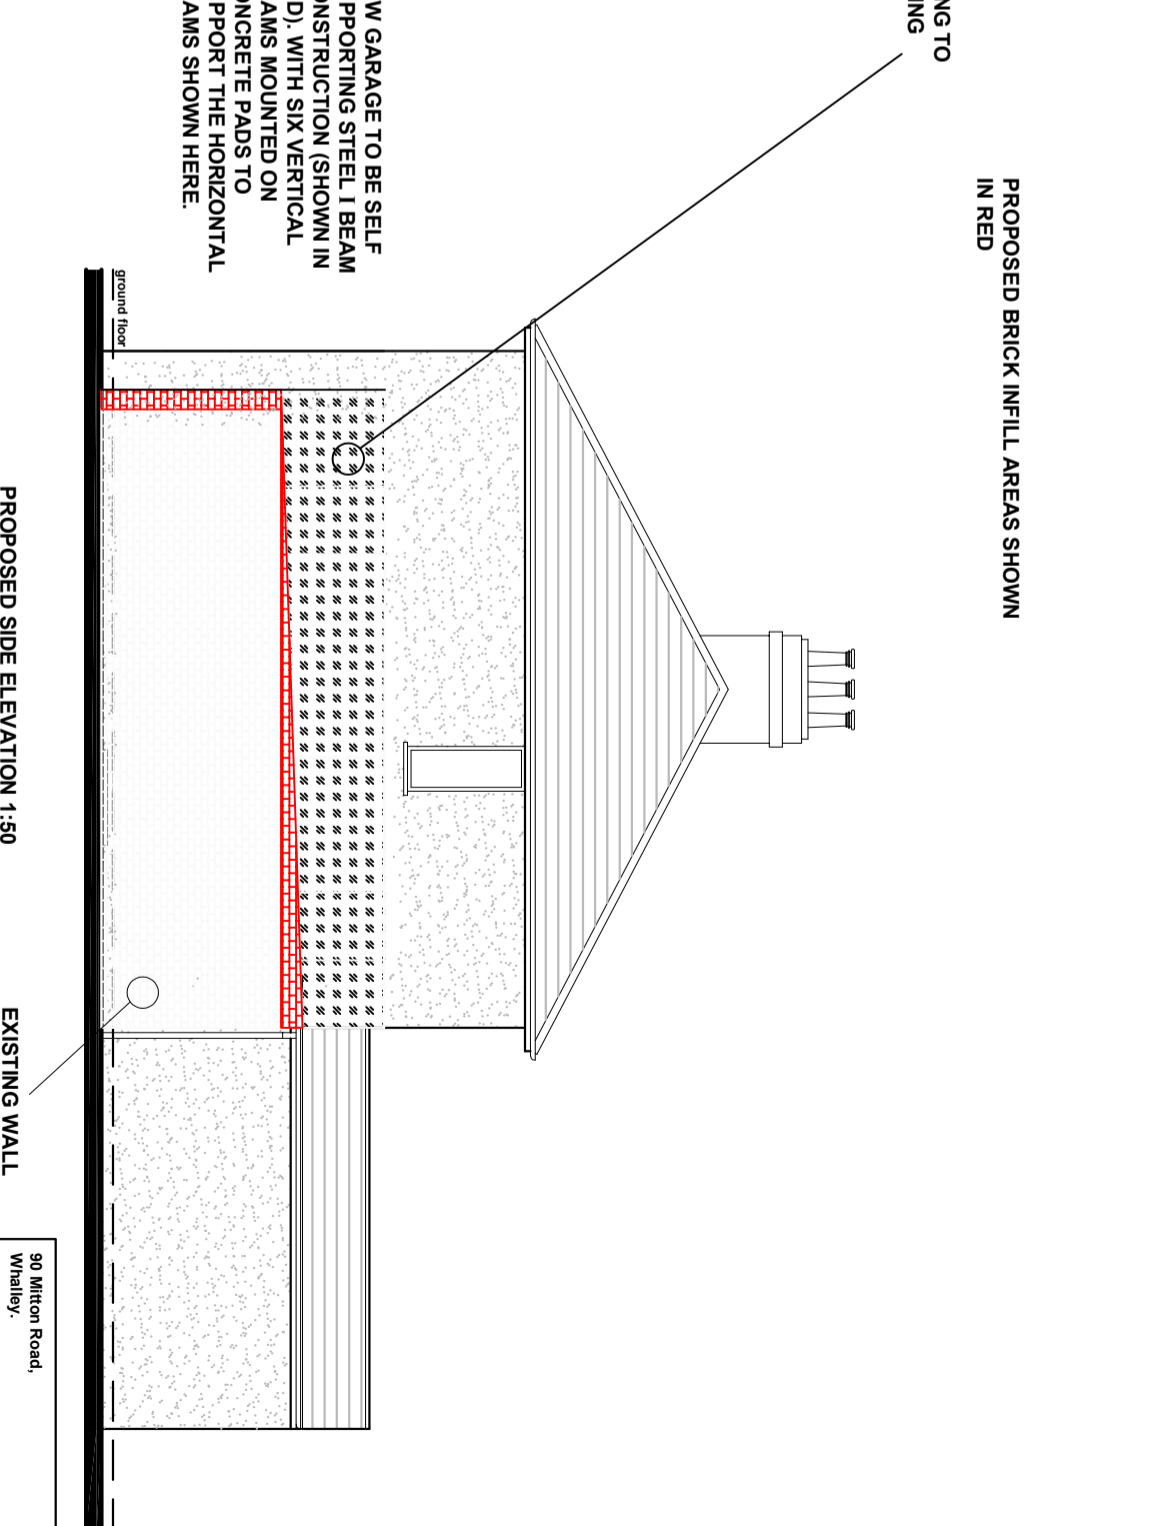 NG TO
ING
PROPOSED BRICK INFILL AREAS SHOWN
IN RED
W GARAGE TO BE SELF
PPORTING STEEL I BEAM
ONSTRUCTION (SHOWN IN
D). WITH SIX VERTICAL
AMS MOUNTED ON
ONCRETE PADS TO
PPORT THE HORIZONTAL
AMS SHOWN HERE.
ground floor
PROPOSED SIDE ELEVATION 1:50
EXISTING WALL
90 Mitton Road,
Whalley.